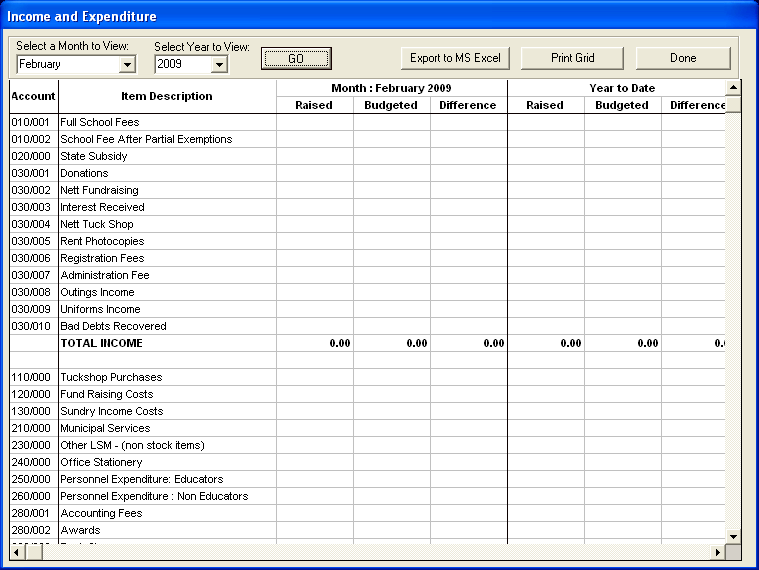 Income and Expenditure
Select a Month to View: Select Year to View:
February 2009 GO Export to MS Excel Print Grid Done
Month : February 2009 Year to Date
Account Item Description Raised Budgeted Difference Raised Budgeted Difference
010/001 Full School Fees
010/002 School Fee After Partial Exemptions
020/000 State Subsidy
030/001 Donations
030/002 Nett Fundraising
030/003 Interest Received
030/004 Nett Tuck Shop
030/005 Rent Photocopies
030/006 Registration Fees
030/007 Administration Fee
030/008 Outings Income
030/009 Uniforms Income
030/010 Bad Debts Recovered
TOTAL INCOME 0.00 0.00 0.00 0.00 0.00 0.
110/000 Tuckshop Purchases
120/000 Fund Raising Costs
130/000 Sundry Income Costs
210/000 Municipal Services
230/000 Other LSM - (non stock items)
240/000 Office Stationery
250/000 Personnel Expenditure: Educators
260/000 Personnel Expenditure : Non Educators
280/001 Accounting Fees
280/002 Awards